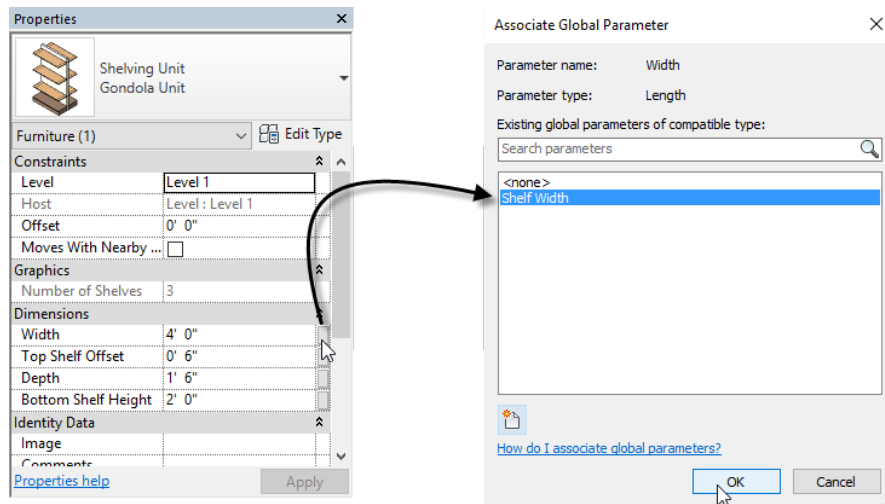 Properties
Shelving Unit
Gondola Unit
Furniture (1)
Edit Type
Constraints
Level Level 1
Host Level : Level 1
Offset 0' 0"
Moves With Nearby ...
Graphics
Number of Shelves 3
Dimensions
Width 4' 0"
Top Shelf Offset 0' 6"
Depth 1' 6"
Bottom Shelf Height 2' 0"
Identity Data
Image
Comments
Properties help
Apply
Associate Global Parameter
Parameter name: Width
Parameter type: Length
Existing global parameters of compatible type:
Search parameters
<none>
Shelf Width
How do I associate global parameters?
OK
Cancel